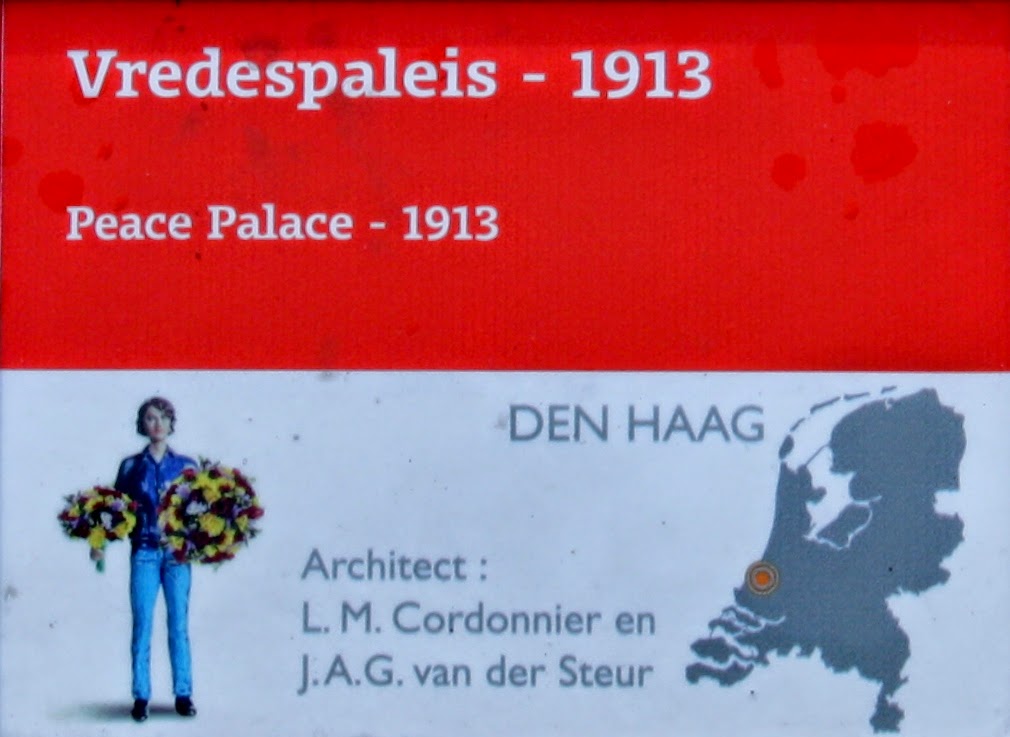 Vredespaleis - 1913
Peace Palace - 1913
DEN HAAG
Architect :
L. M. Cordonnier en
J.A.G. van der Steur